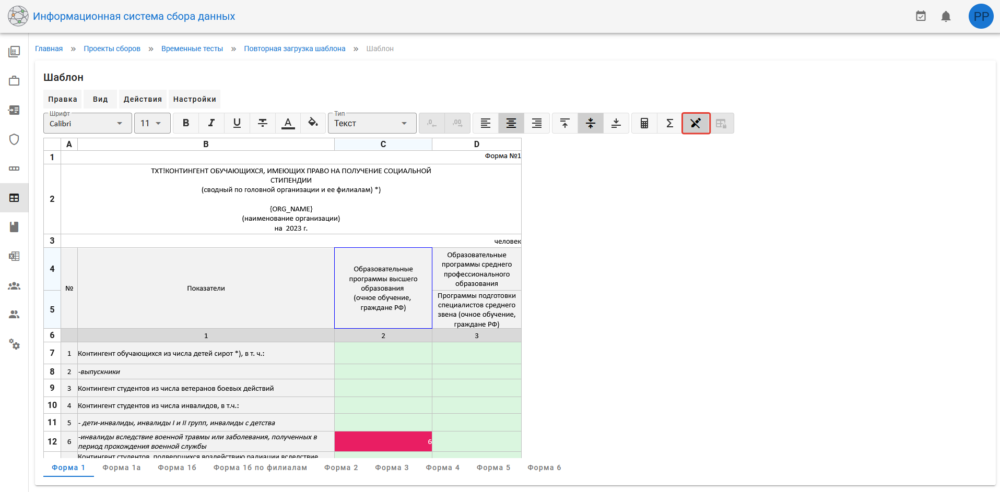 Информационная система сбора данных
PP
Главная » Проекты сборов » Временные тесты » Повторная загрузка шаблона » Шаблон
Шаблон
Правка Вид Действия Настройки
Шрифт
Calibri
11
B I U S A
Тип
Текст
,0 ,00
Σ
A B C D
1
Форма №1
2
ТХТ!КОНТИНГЕНТ ОБУЧАЮЩИХСЯ, ИМЕЮЩИХ ПРАВО НА ПОЛУЧЕНИЕ СОЦИАЛЬНОЙ
СТИПЕНДИИ
(сводный по головной организации и ее филиалам) *)
{ORG_NAME}
(наименование организации)
на 2023 г.
3
человек
4
5
№
Показатели
Образовательные
программы высшего
образования
(очное обучение,
граждане РФ)
Образовательные
программы среднего
профессионального
образования
Программы подготовки
специалистов среднего
звена (очное обучение,
граждане РФ)
6 1 2 3
7 1 Контингент обучающихся из числа детей сирот *), в т. ч.:
8 2 -выпускники
9 3 Контингент студентов из числа ветеранов боевых действий
10 4 Контингент студентов из числа инвалидов, в т.ч.:
11 5 - дети-инвалиды, инвалиды I и II групп, инвалиды с детства
12 6 -инвалиды вследствие военной травмы или заболевания, полученных в
период прохождения военной службы
6
Контингент студентов, подвергшихся воздействию радиации вследствие
Форма 1 Форма 1а Форма 1б Форма 1б по филиалам Форма 2 Форма 3 Форма 4 Форма 5 Форма 6